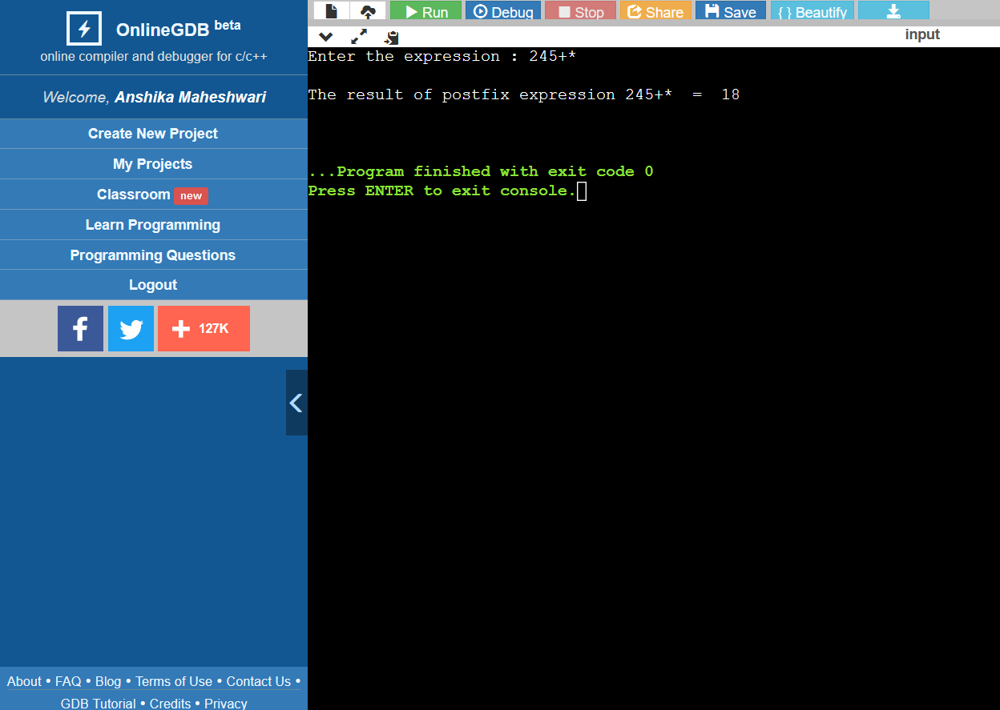 OnlineGDB beta
online compiler and debugger for c/c++
Welcome, Anshika Maheshwari
Create New Project
My Projects
Classroom new
Learn Programming
Programming Questions
Logout
127K
About • FAQ • Blog • Terms of Use • Contact Us •
GDB Tutorial • Credits • Privacy
Run Debug Stop Share Save { } Beautify
input
Enter the expression : 245+*
The result of postfix expression 245+*  =  18
...Program finished with exit code 0
Press ENTER to exit console.